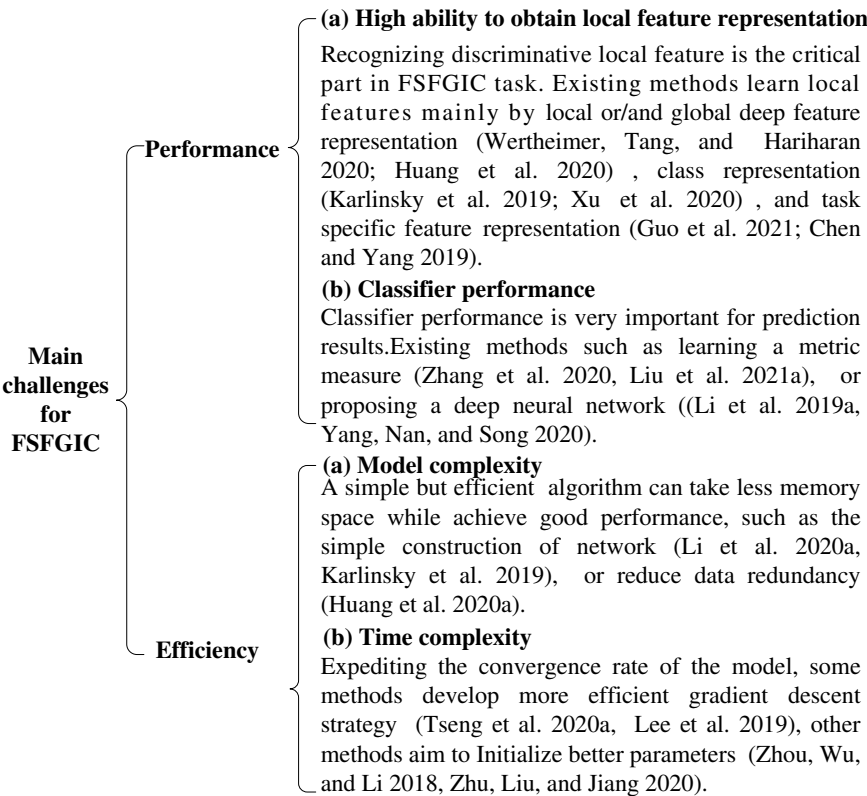 Main
challenges
for
FSFGIC
Performance
(a) High ability to obtain local feature representation
Recognizing discriminative local feature is the critical
part in FSFGIC task. Existing methods learn local
features mainly by local or/and global deep feature
representation (Wertheimer, Tang, and Hariharan
2020; Huang et al. 2020) , class representation
(Karlinsky et al. 2019; Xu et al. 2020) , and task
specific feature representation (Guo et al. 2021; Chen
and Yang 2019).
(b) Classifier performance
Classifier performance is very important for prediction
results.Existing methods such as learning a metric
measure (Zhang et al. 2020, Liu et al. 2021a), or
proposing a deep neural network ((Li et al. 2019a,
Yang, Nan, and Song 2020).
Efficiency
(a) Model complexity
A simple but efficient algorithm can take less memory
space while achieve good performance, such as the
simple construction of network (Li et al. 2020a,
Karlinsky et al. 2019), or reduce data redundancy
(Huang et al. 2020a).
(b) Time complexity
Expediting the convergence rate of the model, some
methods develop more efficient gradient descent
strategy (Tseng et al. 2020a, Lee et al. 2019), other
methods aim to Initialize better parameters (Zhou, Wu,
and Li 2018, Zhu, Liu, and Jiang 2020).